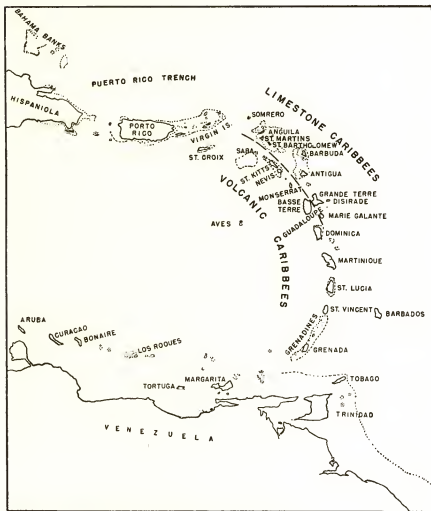 BAHAMA BANKS
PUERTO RICO TRENCH
HISPANIOLA
PORTO
RICO
VIRGIN IS.
ST. CROIX
LIMESTONE CARIBBEES
SOMRERO
ANGUILA
ST. MARTINS
ST. BARTHOLOMEW
SABA
BARBUDA
ST. KITTS
NEVIS
ANTIGUA
MONSERRAT
VOLCANIC CARIBBEES
BASSE
TERRE
GRANDE TERRE
DISIRADE
GUADALOUPE
MARIE GALANTE
AVES
DOMINICA
MARTINIQUE
ST. LUCIA
ST. VINCENT
BARBADOS
GRENADINES
GRENADA
ARUBA
CURACAO
BONAIRE
LOS ROQUES
TORTUGA
MARGARITA
TOBAGO
TRINIDAD
VENEZUELA